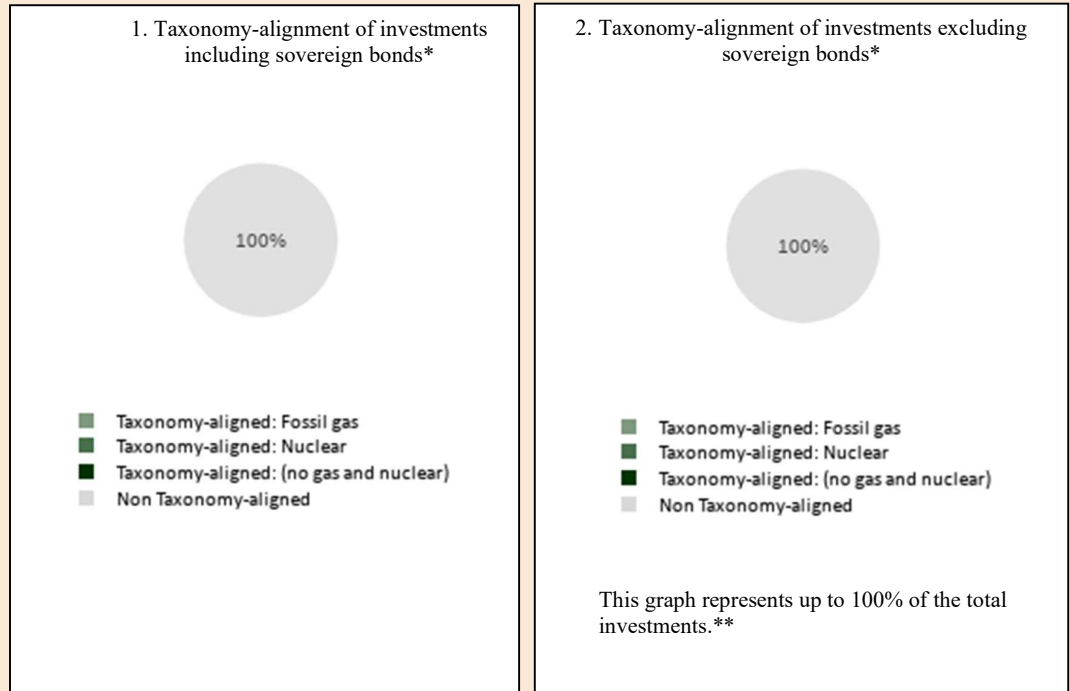 1. Taxonomy-alignment of investments
including sovereign bonds*
100%
Taxonomy-aligned: Fossil gas
Taxonomy-aligned: Nuclear
Taxonomy-aligned: (no gas and nuclear)
Non Taxonomy-aligned
2. Taxonomy-alignment of investments excluding
sovereign bonds*
100%
Taxonomy-aligned: Fossil gas
Taxonomy-aligned: Nuclear
Taxonomy-aligned: (no gas and nuclear)
Non Taxonomy-aligned
This graph represents up to 100% of the total
investments.**